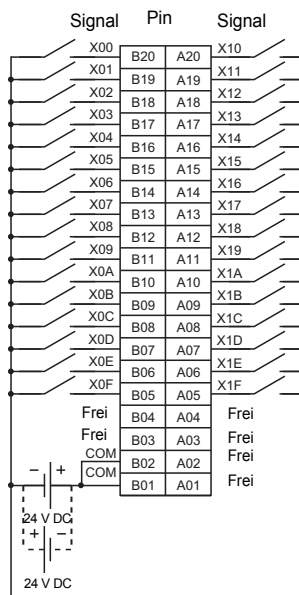 Signal Pin Signal
X00 B20 A20 X10
X01 B19 A19 X11
X02 B18 A18 X12
X03 B17 A17 X13
X04 B16 A16 X14
X05 B15 A15 X15
X06 B14 A14 X16
X07 B13 A13 X17
X08 B12 A12 X18
X09 B11 A11 X19
X0A B10 A10 X1A
X0B B09 A09 X1B
X0C B08 A08 X1C
X0D B07 A07 X1D
X0E B06 A06 X1E
X0F B05 A05 X1F
Frei B04 A04 Frei
Frei B03 A03 Frei
COM B02 A02 Frei
COM B01 A01 Frei
− +
24 V DC
+ −
24 V DC